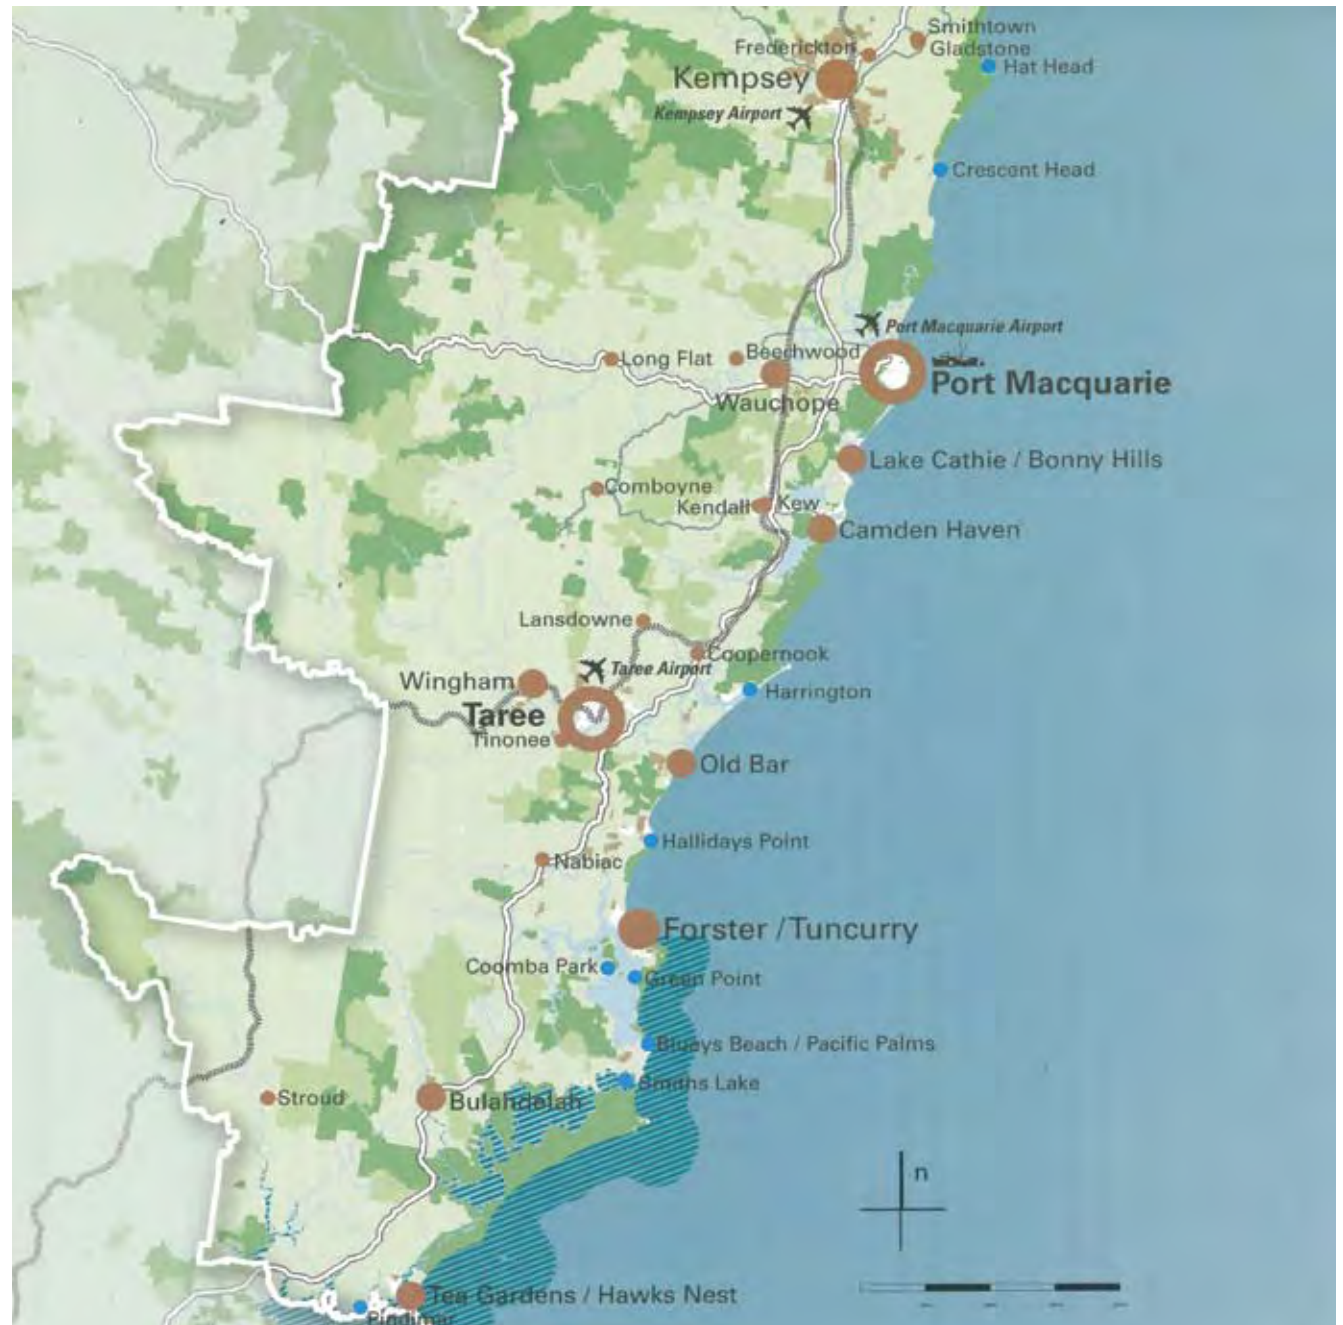 Smithtown
Frederickton
Gladstone
Kempsey
Hat Head
Kempsey Airport
Crescent Head
Port Macquarie Airport
Long Flat
Beechwood
Port Macquarie
Wauchope
Lake Cathie / Bonny Hills
Comboyne
Kendall
Kew
Camden Haven
Lansdowne
Coopernook
Taree Airport
Wingham
Harrington
Taree
Tinonee
Old Bar
Hallidays Point
Nabiac
Forster / Tuncurry
Coomba Park
Green Point
Blueys Beach / Pacific Palms
Smiths Lake
Stroud
Bulahdelah
n
Tea Gardens / Hawks Nest
Pindimar